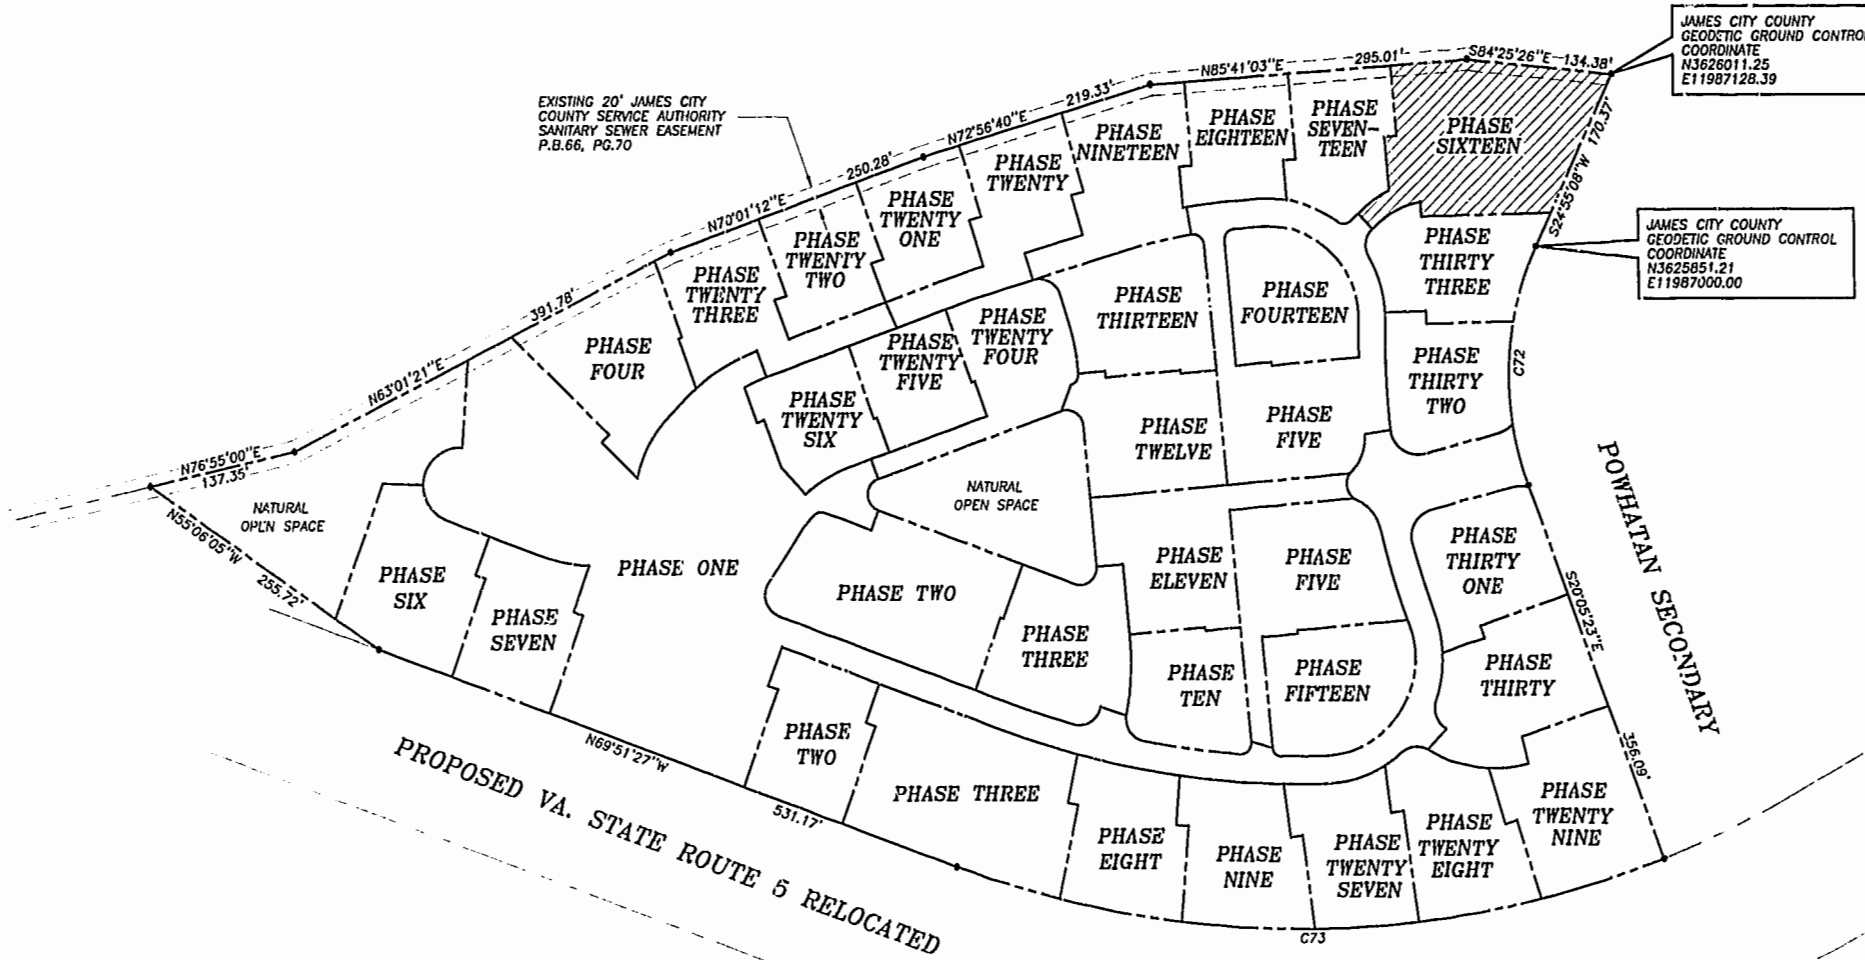 JAMES CITY COUNTY
GEODETIC GROUND CONTROL
COORDINATE
N3626011.25
E11987128.39
S84°25'26"E 134.38'
N85°41'03"E
295.01'
EXISTING 20' JAMES CITY
COUNTY SERVICE AUTHORITY
SANITARY SEWER EASEMENT
P.B.66, PG.70
219.33'
N72°56'40"E
250.28'
N70°01'12"E
391.78'
N63°01'21"E
N76°55'00"E
137.35'
S24°55'08"W 170.37'
JAMES CITY COUNTY
GEODETIC GROUND CONTROL
COORDINATE
N3625851.21
E11987000.00
PHASE
NINETEEN
PHASE
EIGHTEEN
PHASE
SEVEN-
TEEN
PHASE
SIXTEEN
PHASE
TWENTY
PHASE
TWENTY
ONE
PHASE
TWENTY
TWO
PHASE
TWENTY
THREE
PHASE
FOUR
PHASE
THIRTY
THREE
PHASE
THIRTEEN
PHASE
FOURTEEN
PHASE
TWENTY
FOUR
PHASE
TWENTY
FIVE
PHASE
TWENTY
SIX
PHASE
THIRTY
TWO
C72
PHASE
TWELVE
PHASE
FIVE
NATURAL
OPEN SPACE
NATURAL
OPEN SPACE
N55°06'05"W
255.72'
PHASE
SIX
PHASE
SEVEN
PHASE ONE
PHASE TWO
PHASE
THREE
PHASE
ELEVEN
PHASE
FIVE
PHASE
THIRTY
ONE
PHASE
TEN
PHASE
FIFTEEN
PHASE
THIRTY
S20°05'23"E
356.09'
POWHATAN SECONDARY
PHASE
TWO
PHASE THREE
PHASE
EIGHT
PHASE
NINE
PHASE
TWENTY
SEVEN
PHASE
TWENTY
EIGHT
PHASE
TWENTY
NINE
N69°51'27"W
531.17'
C73
PROPOSED VA. STATE ROUTE 5 RELOCATED